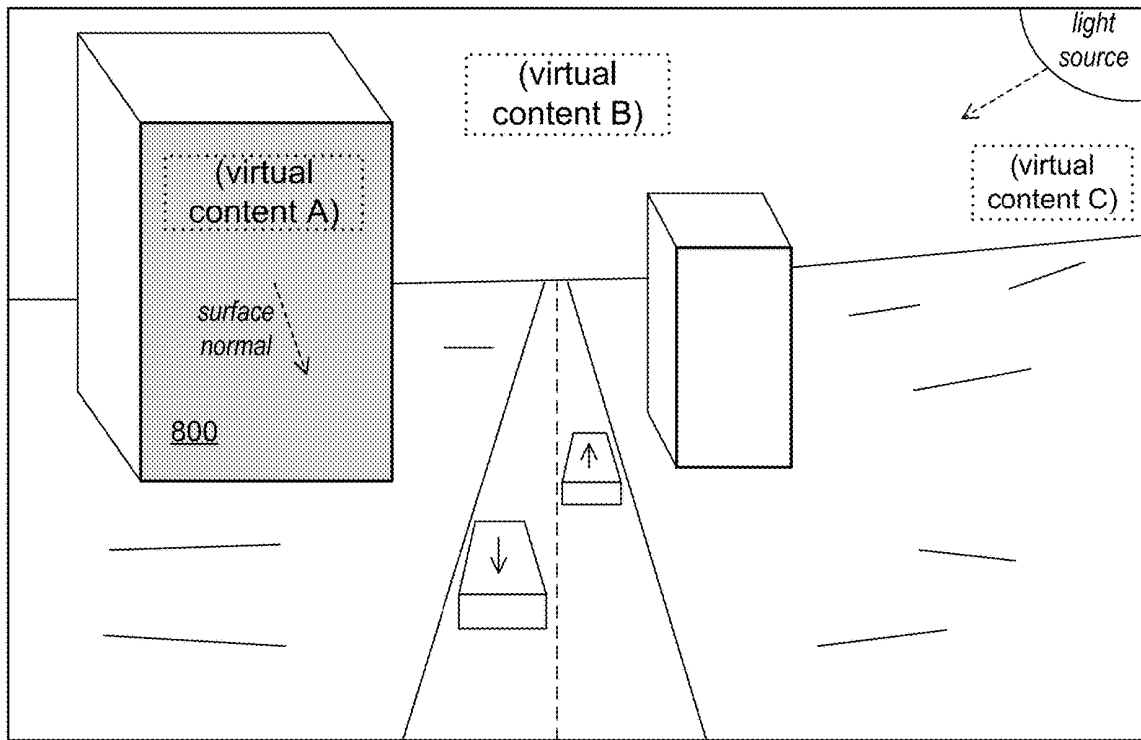 light
source
(virtual
content B)
(virtual
content A)
(virtual
content C)
surface
normal
800